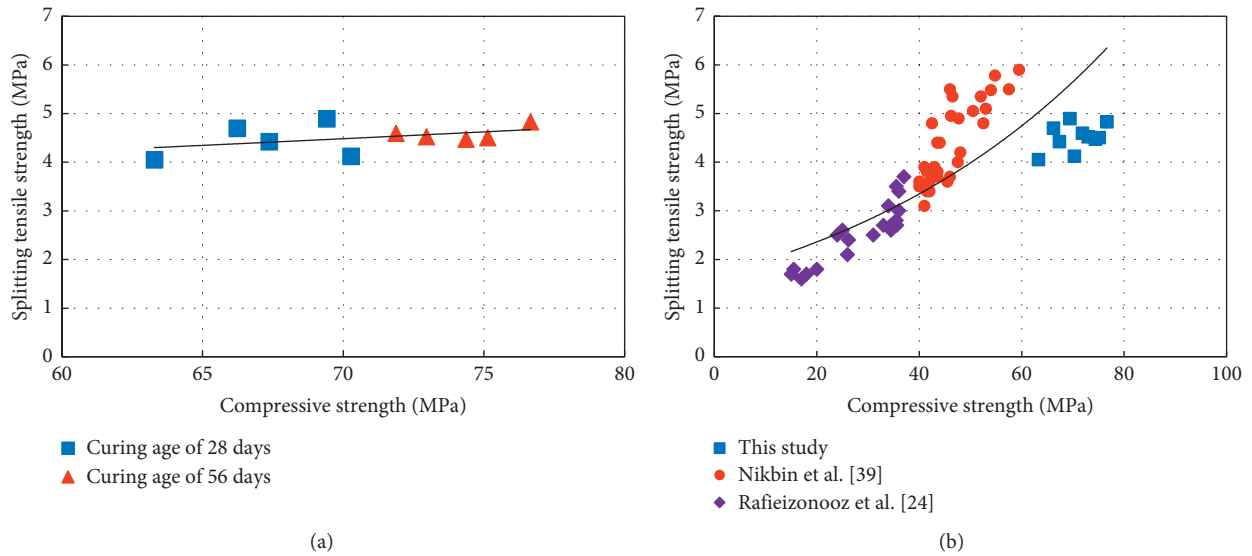 Splitting tensile strength (MPa)
7
6
5
4
3
2
1
0
60 65 70 75 80
Compressive strength (MPa)
Curing age of 28 days
Curing age of 56 days
(a)
Splitting tensile strength (MPa)
7
6
5
4
3
2
1
0
0 20 40 60 80 100
Compressive strength (MPa)
This study
Nikbin et al. [39]
Rafieizonooz et al. [24]
(b)